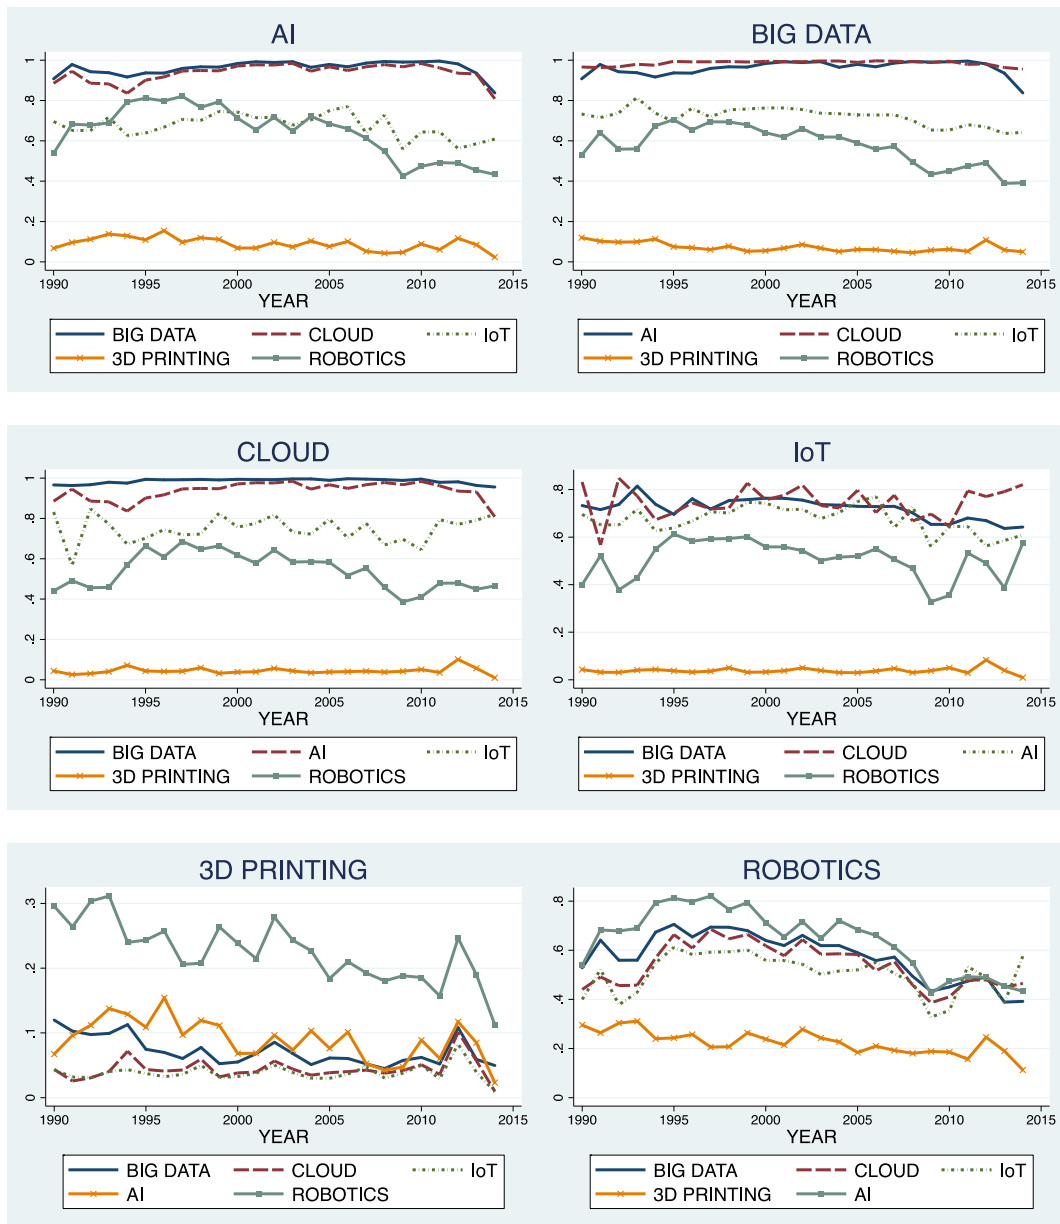 AI
1
.8
.6
.4
.2
0
1990 1995 2000 2005 2010 2015
YEAR
BIG DATA CLOUD IoT
3D PRINTING ROBOTICS
BIG DATA
1
.8
.6
.4
.2
0
1990 1995 2000 2005 2010 2015
YEAR
AI CLOUD IoT
3D PRINTING ROBOTICS
CLOUD
1
.8
.6
.4
.2
0
1990 1995 2000 2005 2010 2015
YEAR
BIG DATA AI IoT
3D PRINTING ROBOTICS
IoT
.8
.6
.4
.2
0
1990 1995 2000 2005 2010 2015
YEAR
BIG DATA CLOUD AI
3D PRINTING ROBOTICS
3D PRINTING
.3
.2
.1
0
1990 1995 2000 2005 2010 2015
YEAR
BIG DATA CLOUD IoT
AI ROBOTICS
ROBOTICS
.8
.6
.4
.2
0
1990 1995 2000 2005 2010 2015
YEAR
BIG DATA CLOUD IoT
3D PRINTING AI